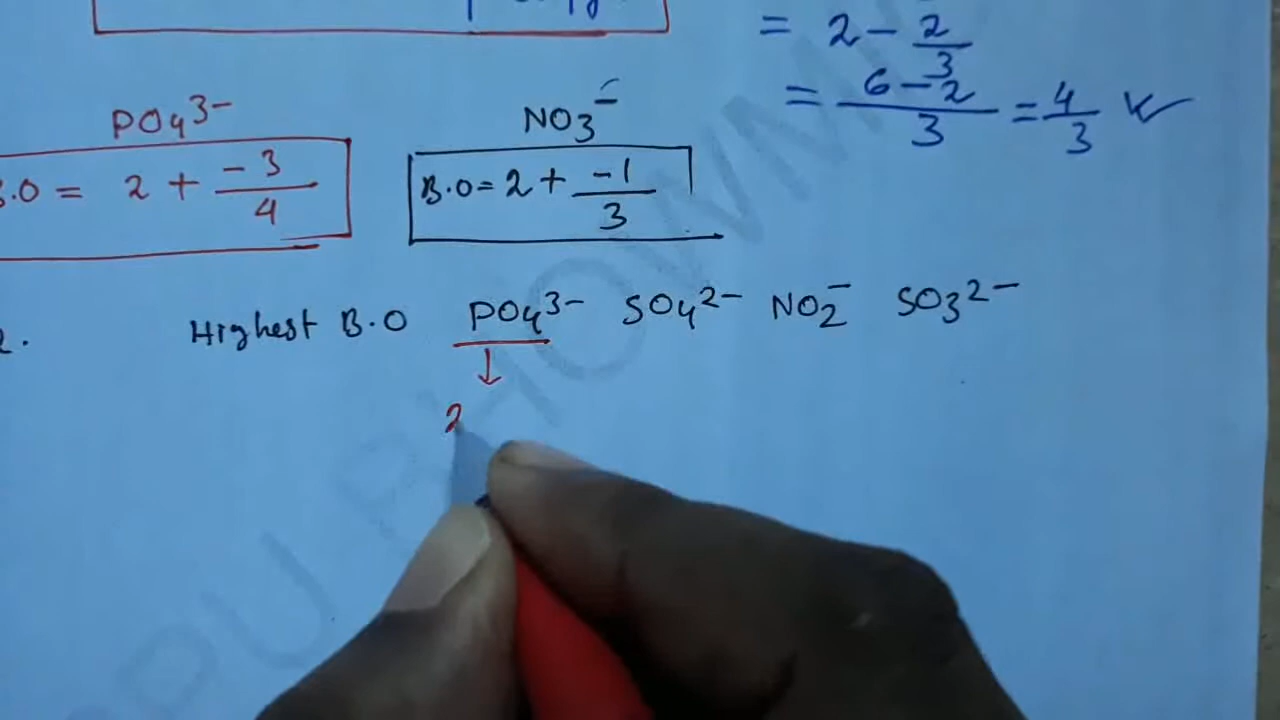 = 2 - 2/3
= 6-2/3 = 4/3
PO₄³⁻
B.O = 2 + -3/4
NO₃⁻
B.O = 2 + -1/3
2. Highest B.O PO₄³⁻ SO₄²⁻ NO₂⁻ SO₃²⁻
↓
2